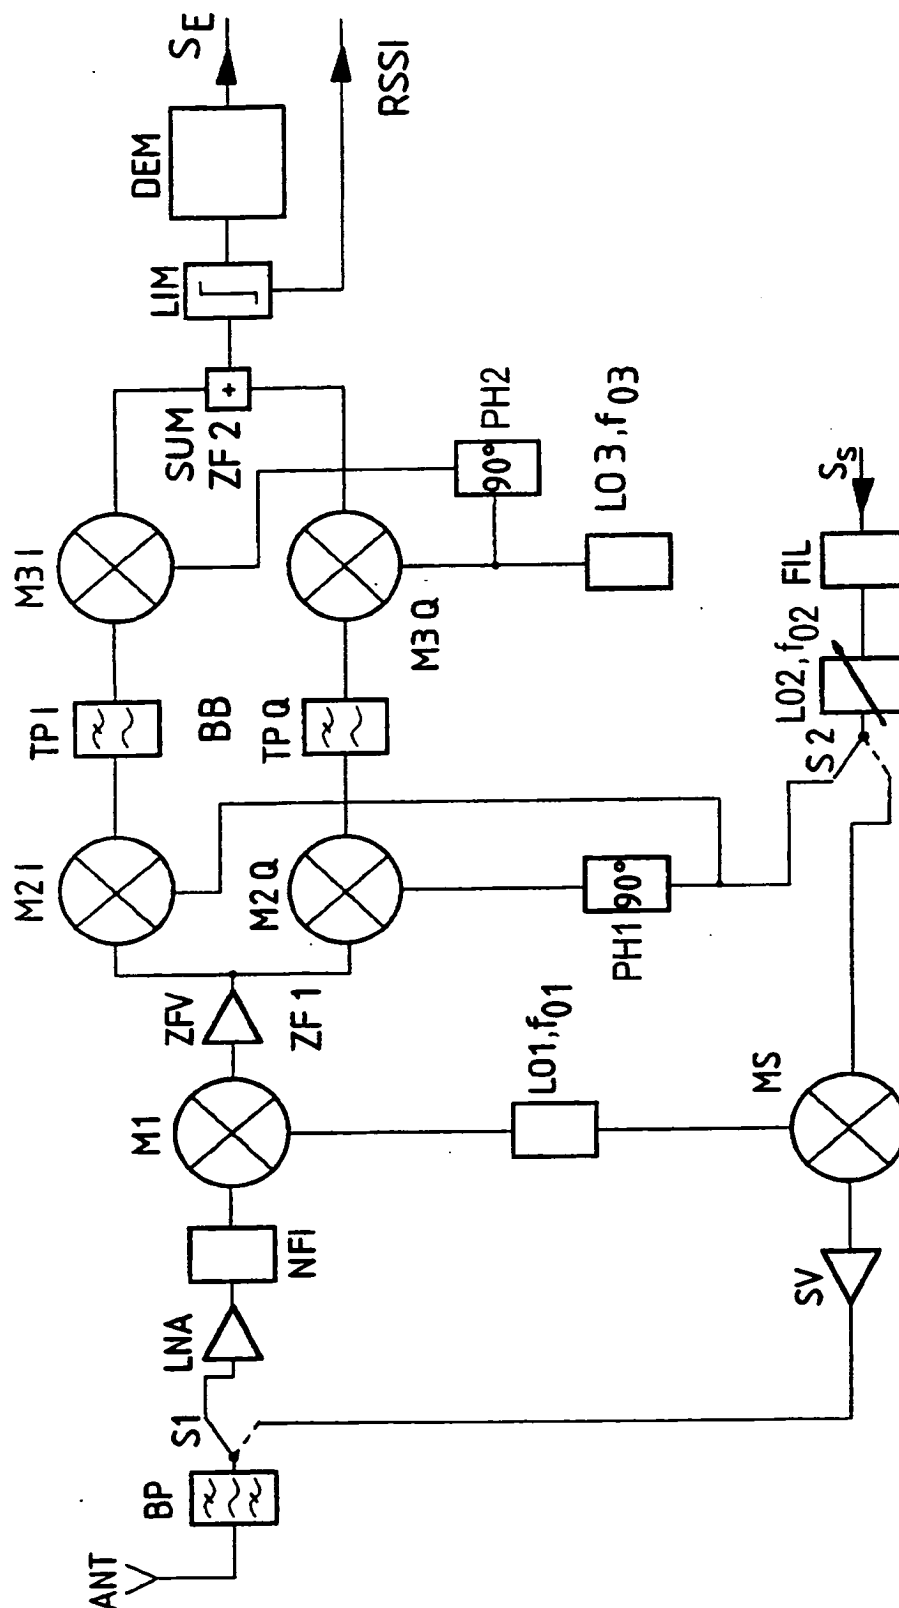 ANT
BP
S1
LNA
NFI
M1
ZFV
ZF1
M2I
M2Q
TPI
BB
TPQ
M3I
M3Q
SUM
ZF2
+
LIM
DEM
SE
RSSI
90° PH2
LO3, f03
PH1 90°
LO1, f01
MS
SV
S2
LO2, f02
FIL
SS